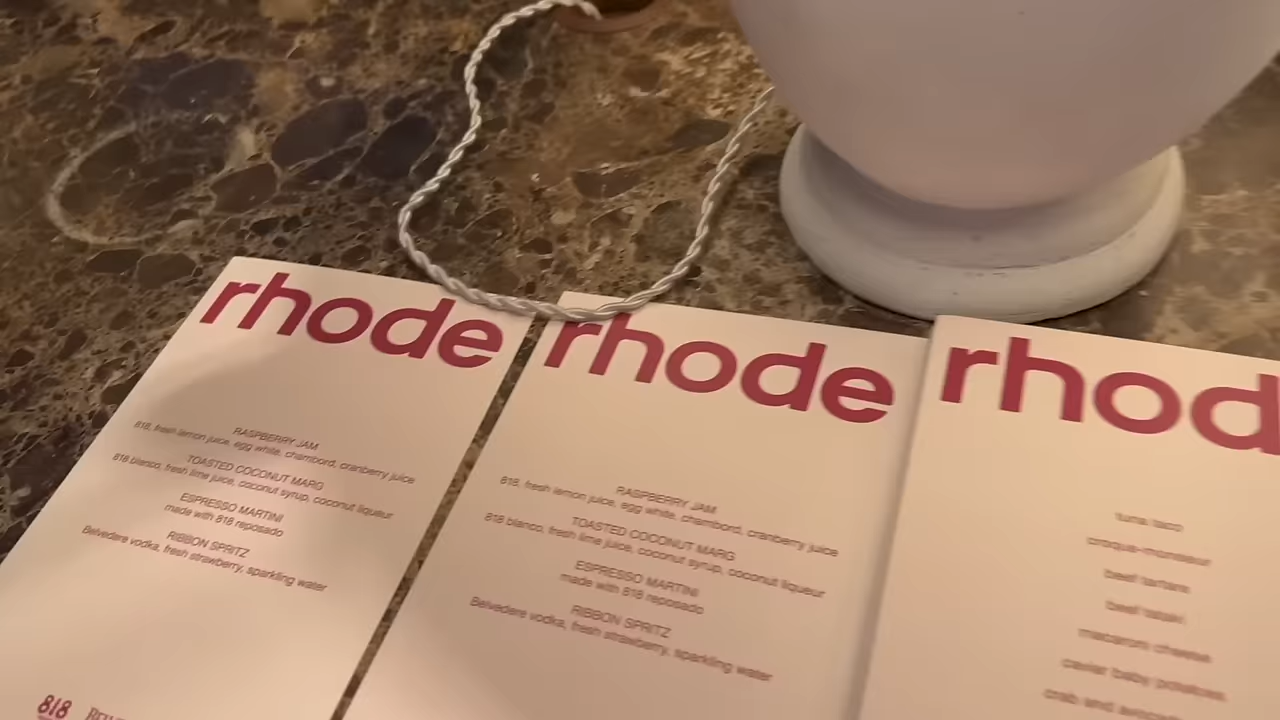 rhode
RASPBERRY JAM
818, fresh lemon juice, egg white, chambord, cranberry juice
TOASTED COCONUT MARG
818 blanco, fresh lime juice, coconut syrup, coconut liqueur
ESPRESSO MARTINI
made with 818 reposado
RIBBON SPRITZ
Belvedere vodka, fresh strawberry, sparkling water
818
rhode
RASPBERRY JAM
818, fresh lemon juice, egg white, chambord, cranberry juice
TOASTED COCONUT MARG
818 blanco, fresh lime juice, coconut syrup, coconut liqueur
ESPRESSO MARTINI
made with 818 reposado
RIBBON SPRITZ
Belvedere vodka, fresh strawberry, sparkling water
rhod
tuna taco
croque-monsieur
beef tartare
beef
macaroni cheese
caviar baby potatoes
crab and